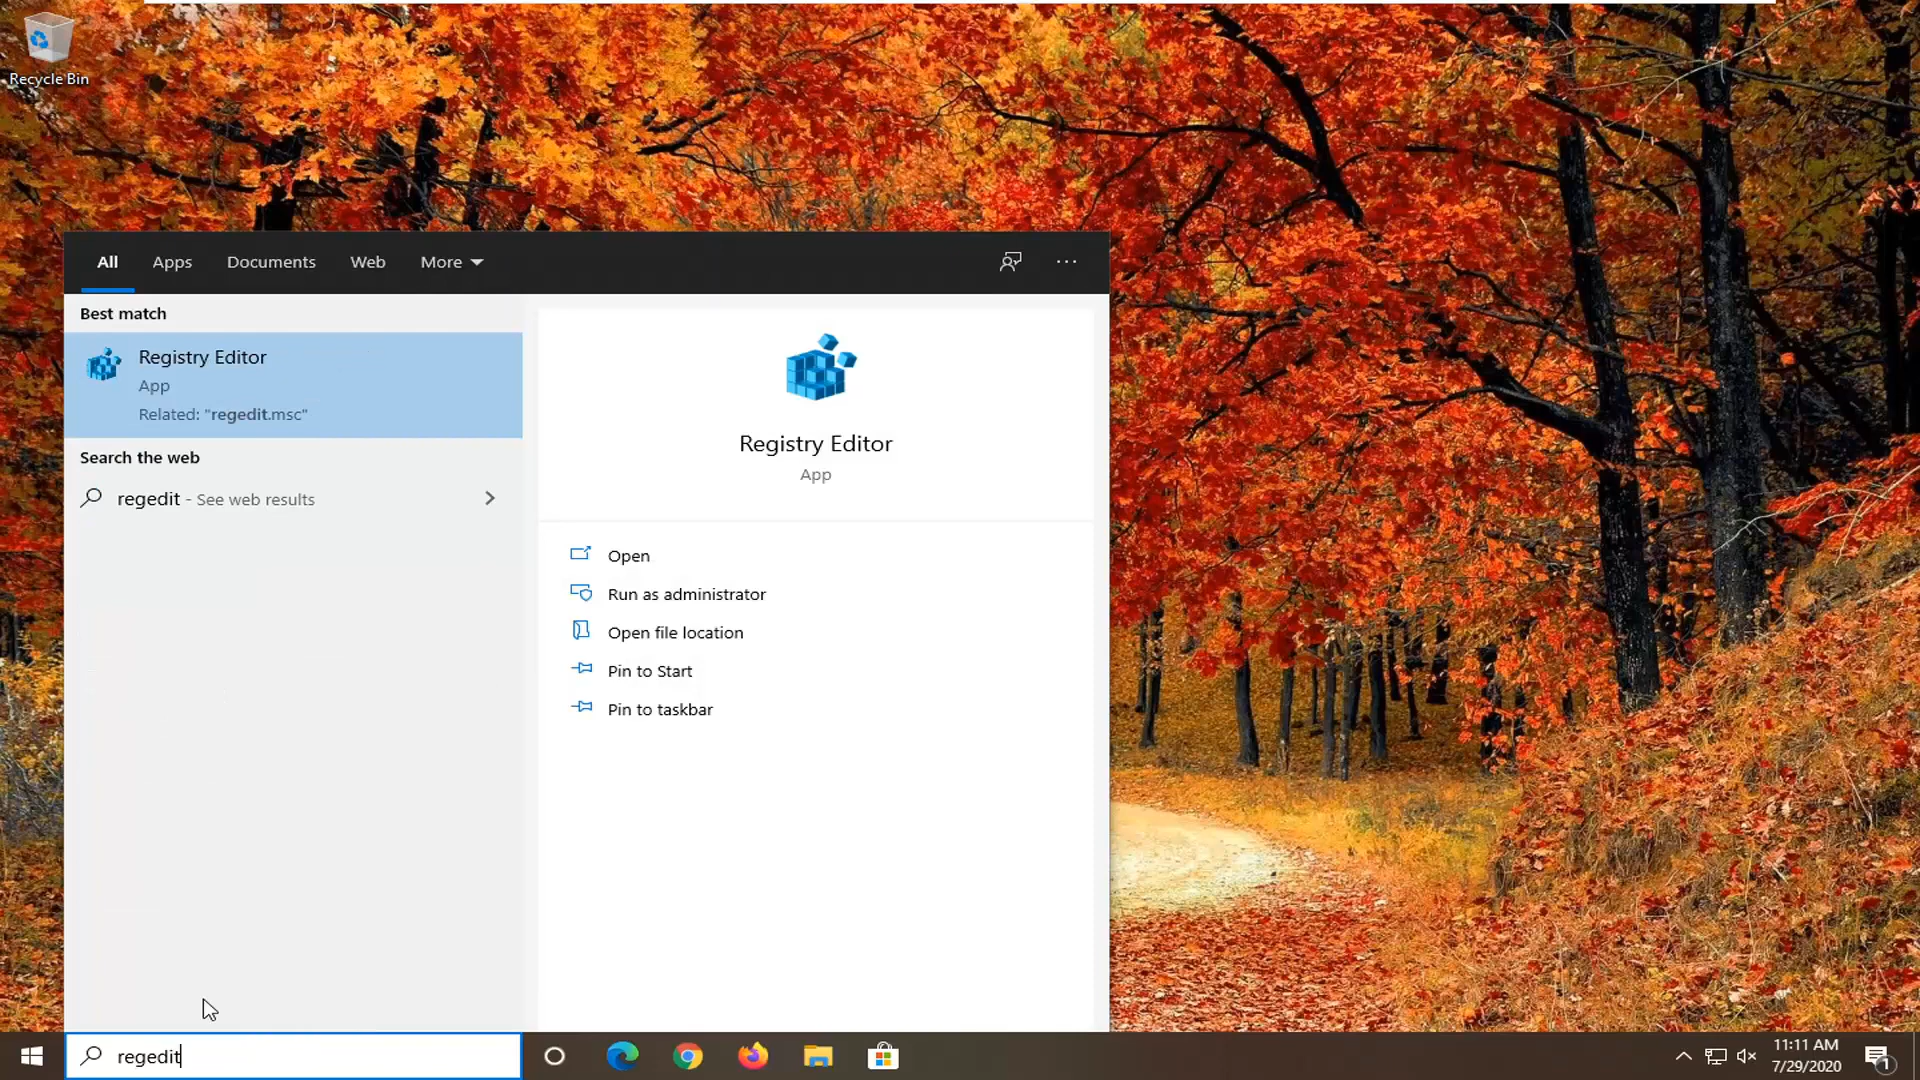 Recycle Bin
All Apps Documents Web More
Best match
Registry Editor
App
Related: "regedit.msc"
Search the web
regedit - See web results
Registry Editor
App
Open
Run as administrator
Open file location
Pin to Start
Pin to taskbar
regedit
11:11 AM
7/29/2020
1